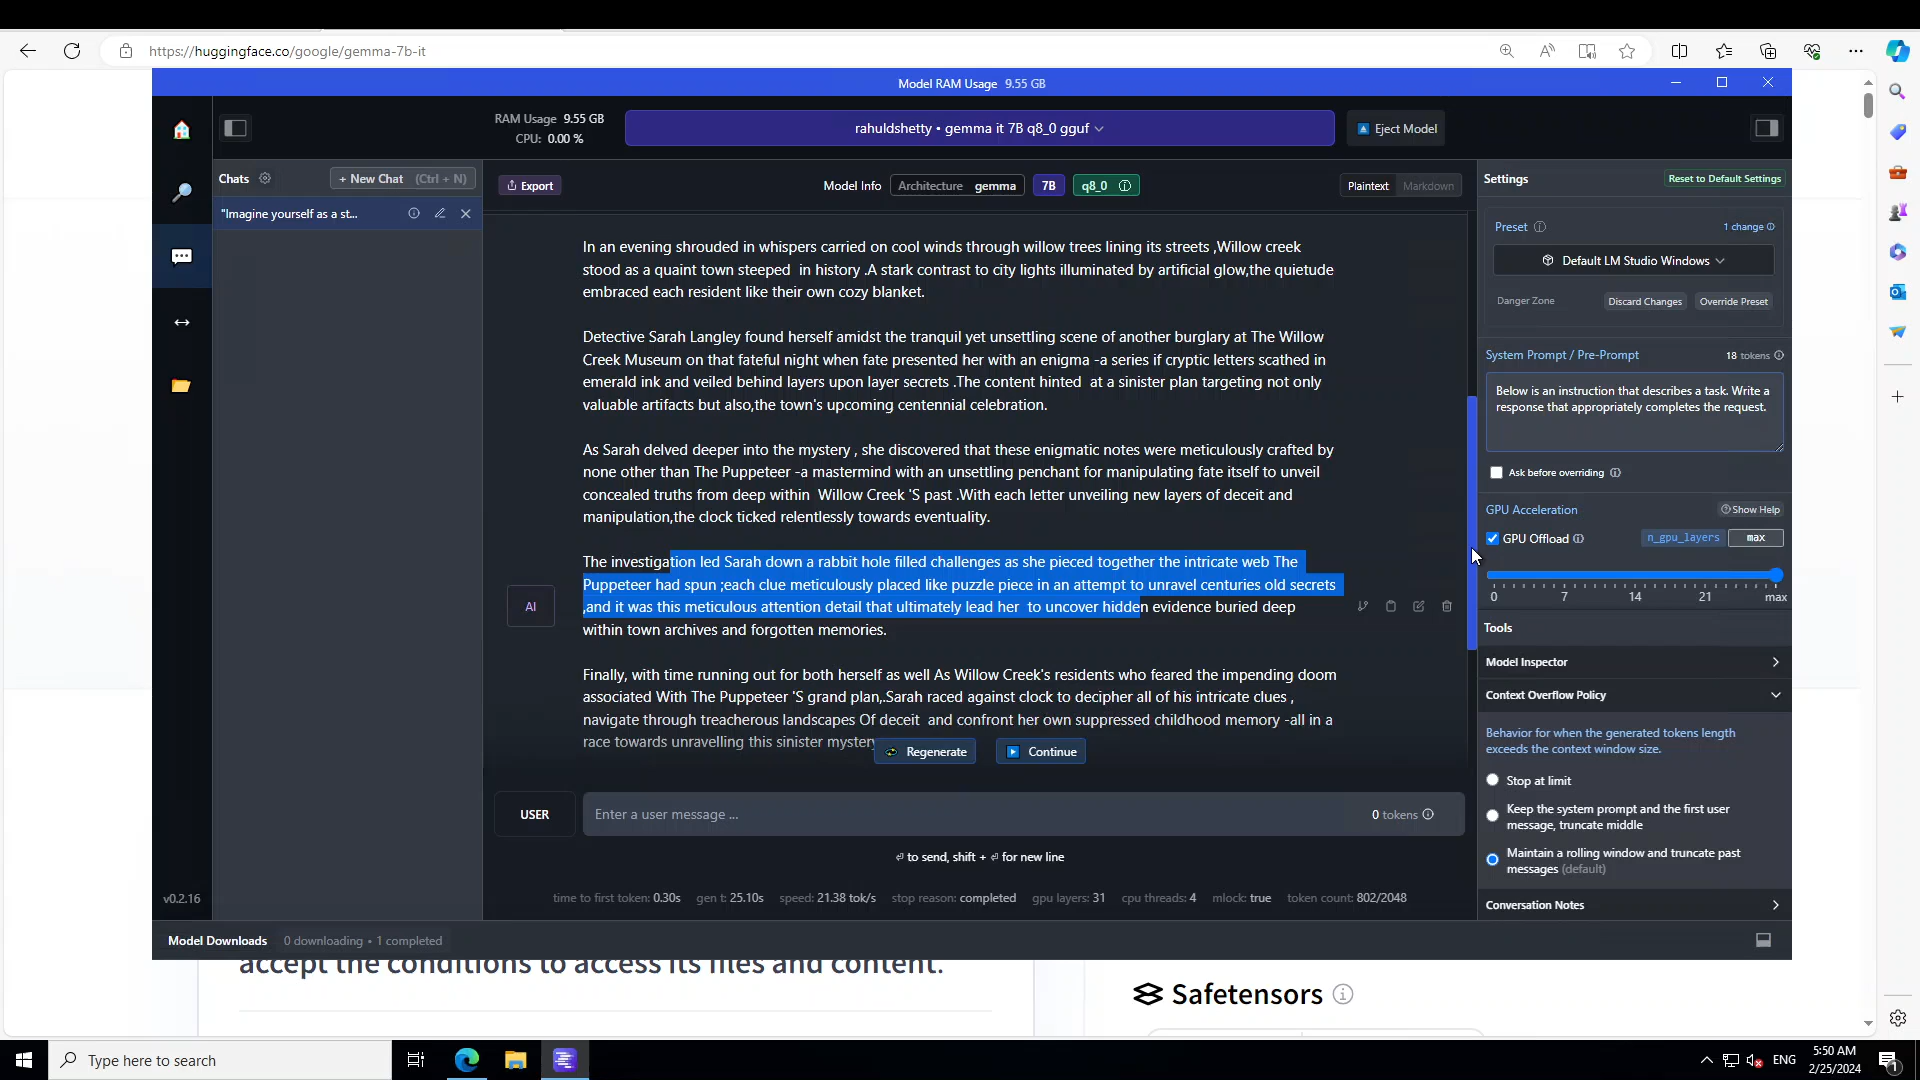 https://huggingface.co/google/gemma-7b-it
Model RAM Usage 9.55 GB
RAM Usage 9.55 GB
CPU: 0.00 %
rahuldshetty • gemma it 7B q8_0 gguf
Eject Model
Chats
+ New Chat (Ctrl + N)
Export
Model Info Architecture gemma 7B q8_0
Plaintext Markdown
Settings
Reset to Default Settings
"Imagine yourself as a st...
In an evening shrouded in whispers carried on cool winds through willow trees lining its streets ,Willow creek
stood as a quaint town steeped  in history .A stark contrast to city lights illuminated by artificial glow,the quietude
embraced each resident like their own cozy blanket.
Detective Sarah Langley found herself amidst the tranquil yet unsettling scene of another burglary at The Willow
Creek Museum on that fateful night when fate presented her with an enigma -a series if cryptic letters scathed in
emerald ink and veiled behind layers upon layer secrets .The content hinted  at a sinister plan targeting not only
valuable artifacts but also,the town's upcoming centennial celebration.
As Sarah delved deeper into the mystery , she discovered that these enigmatic notes were meticulously crafted by
none other than The Puppeteer -a mastermind with an unsettling penchant for manipulating fate itself to unveil
concealed truths from deep within  Willow Creek 'S past .With each letter unveiling new layers of deceit and
manipulation,the clock ticked relentlessly towards eventuality.
The investigation led Sarah down a rabbit hole filled challenges as she pieced together the intricate web The
Puppeteer had spun ;each clue meticulously placed like puzzle piece in an attempt to unravel centuries old secrets
,and it was this meticulous attention detail that ultimately lead her  to uncover hidden evidence buried deep
within town archives and forgotten memories.
AI
Finally, with time running out for both herself as well As Willow Creek's residents who feared the impending doom
associated With The Puppeteer 'S grand plan,.Sarah raced against clock to decipher all of his intricate clues ,
navigate through treacherous landscapes Of deceit  and confront her own suppressed childhood memory -all in a
race towards unravelling this sinister mystery
Regenerate
Continue
USER
Enter a user message ...
0 tokens
⏎ to send, shift + ⏎ for new line
time to first token: 0.30s gen t: 25.10s speed: 21.38 tok/s stop reason: completed gpu layers: 31 cpu threads: 4 mlock: true token count: 802/2048
Preset
1 change
Default LM Studio Windows
Danger Zone
Discard Changes
Override Preset
System Prompt / Pre-Prompt
18 tokens
Below is an instruction that describes a task. Write a
response that appropriately completes the request.
Ask before overriding
GPU Acceleration
Show Help
GPU Offload
n_gpu_layers
max
0 7 14 21 max
Tools
Model Inspector
Context Overflow Policy
Behavior for when the generated tokens length
exceeds the context window size.
Stop at limit
Keep the system prompt and the first user
message, truncate middle
Maintain a rolling window and truncate past
messages (default)
Conversation Notes
v0.2.16
Model Downloads 0 downloading • 1 completed
accept the conditions to access its files and content.
Safetensors
Type here to search
ENG
5:50 AM
2/25/2024
1